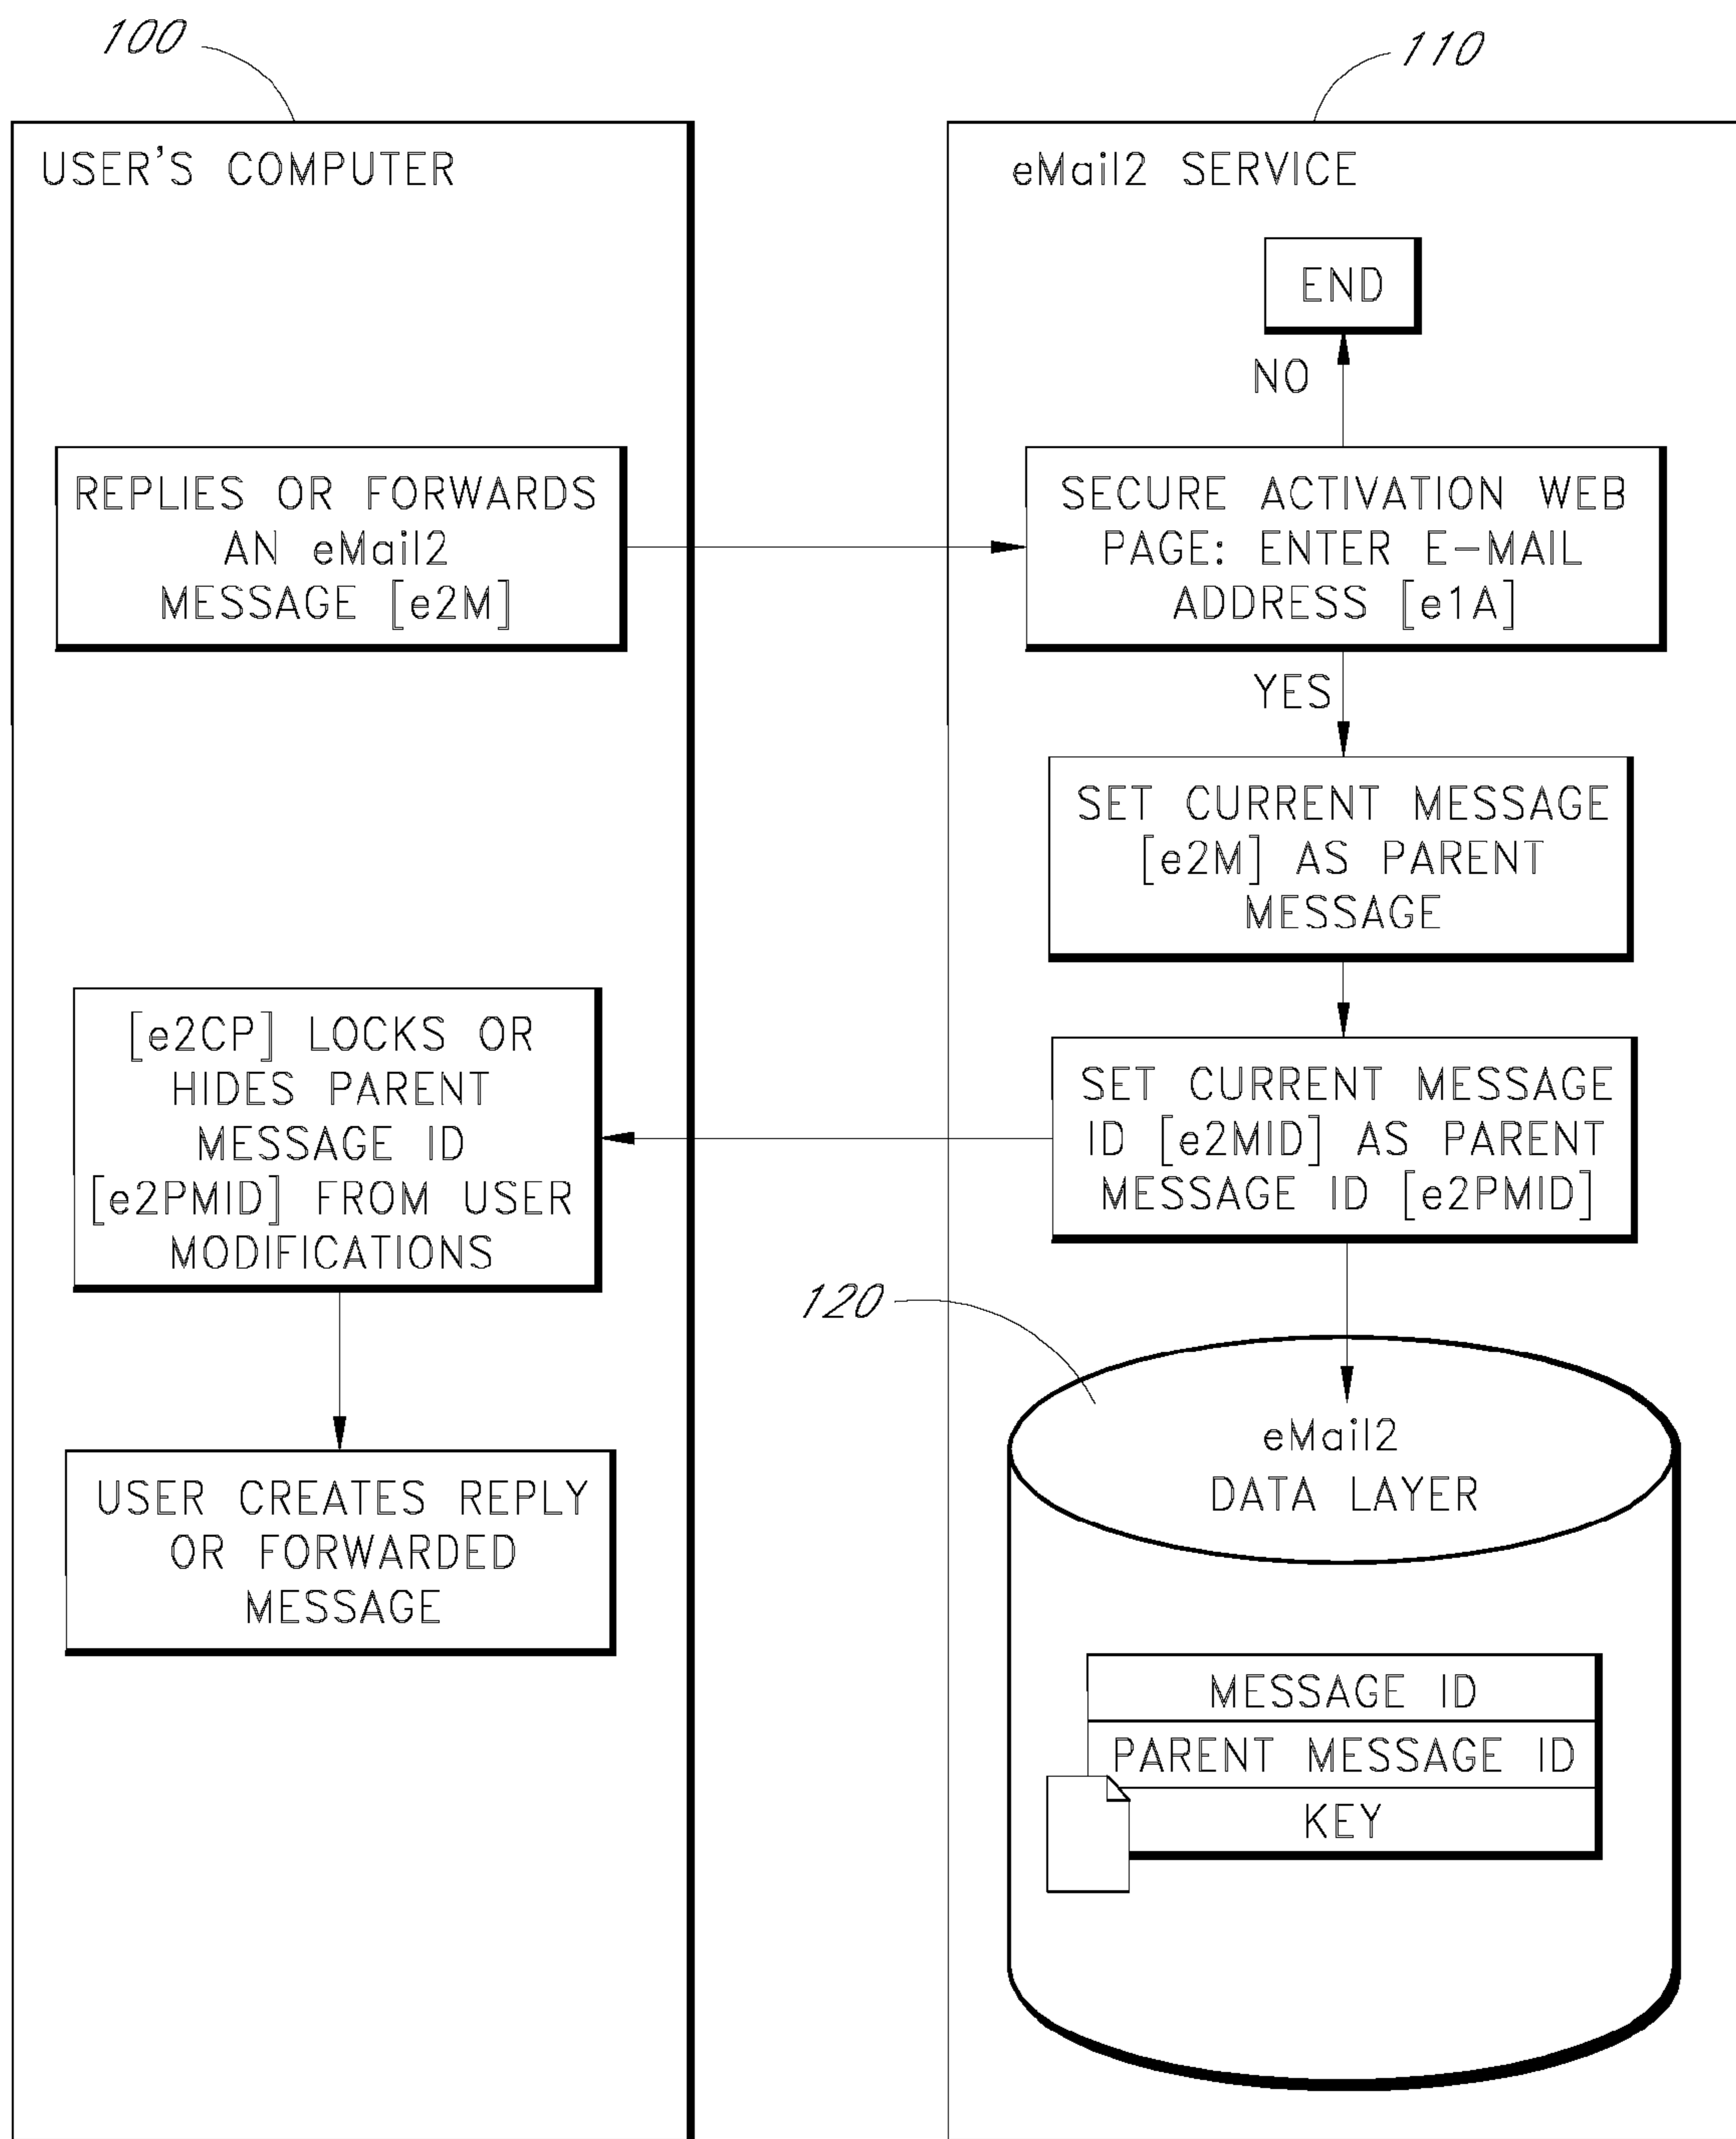 100
110
USER'S COMPUTER
eMail2 SERVICE
END
NO
REPLIES OR FORWARDS
AN eMail2
MESSAGE [e2M]
SECURE ACTIVATION WEB
PAGE: ENTER E-MAIL
ADDRESS [e1A]
YES
SET CURRENT MESSAGE
[e2M] AS PARENT
MESSAGE
[e2CP] LOCKS OR
HIDES PARENT
MESSAGE ID
[e2PMID] FROM USER
MODIFICATIONS
SET CURRENT MESSAGE
ID [e2MID] AS PARENT
MESSAGE ID [e2PMID]
120
USER CREATES REPLY
OR FORWARDED
MESSAGE
eMail2
DATA LAYER
MESSAGE ID
PARENT MESSAGE ID
KEY